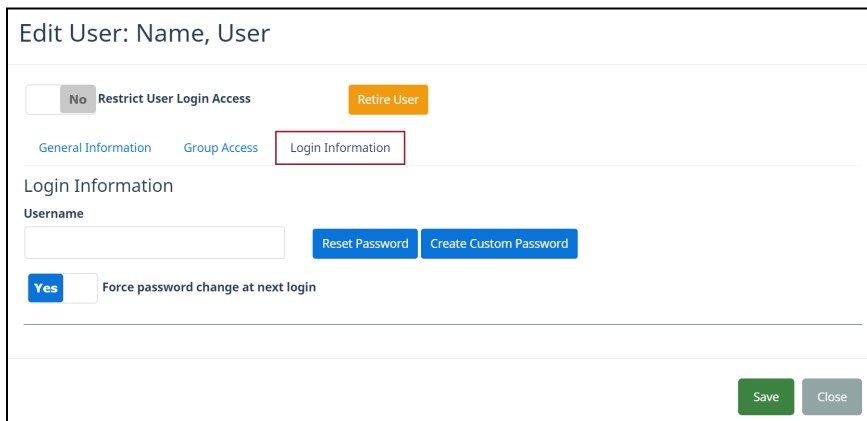 Edit User: Name, User
No Restrict User Login Access Retire User
General Information Group Access Login Information
Login Information
Username
Reset Password Create Custom Password
Yes Force password change at next login
Save Close